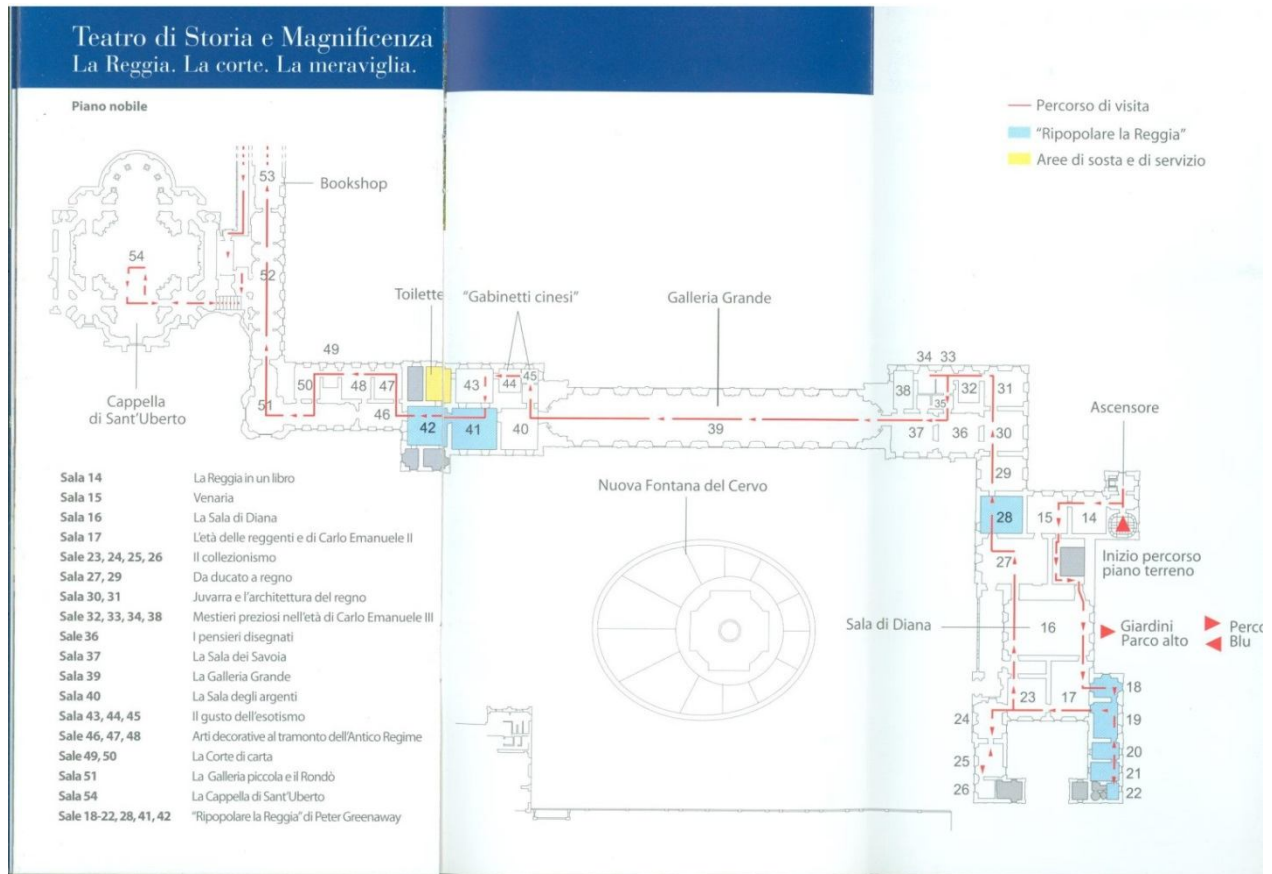 Teatro di Storia e Magnificenza
La Reggia. La corte. La meraviglia.
Piano nobile
Percorso di visita
"Ripopolare la Reggia"
Aree di sosta e di servizio
53
Bookshop
54
52
Toilette
"Gabinetti cinesi"
Galleria Grande
49
50
48
47
43
44
45
34
33
38
32
31
35
Cappella
di Sant'Uberto
51
46
42
41
40
39
37
36
30
Ascensore
29
Nuova Fontana del Cervo
28
15
14
27
Inizio percorso
piano terreno
Sala di Diana
16
Giardini
Parco alto
Perco
Blu
23
17
18
24
19
20
25
21
26
22
Sala 14 La Reggia in un libro
Sala 15 Venaria
Sala 16 La Sala di Diana
Sala 17 L'età delle reggenti e di Carlo Emanuele II
Sale 23, 24, 25, 26 Il collezionismo
Sala 27, 29 Da ducato a regno
Sala 30, 31 Juvarra e l'architettura del regno
Sale 32, 33, 34, 38 Mestieri preziosi nell'età di Carlo Emanuele III
Sale 36 I pensieri disegnati
Sala 37 La Sala dei Savoia
Sala 39 La Galleria Grande
Sala 40 La Sala degli argenti
Sala 43, 44, 45 Il gusto dell'esotismo
Sale 46, 47, 48 Arti decorative al tramonto dell'Antico Regime
Sale 49, 50 La Corte di carta
Sala 51 La Galleria piccola e il Rondò
Sala 54 La Cappella di Sant'Uberto
Sale 18-22, 28, 41, 42 "Ripopolare la Reggia" di Peter Greenaway